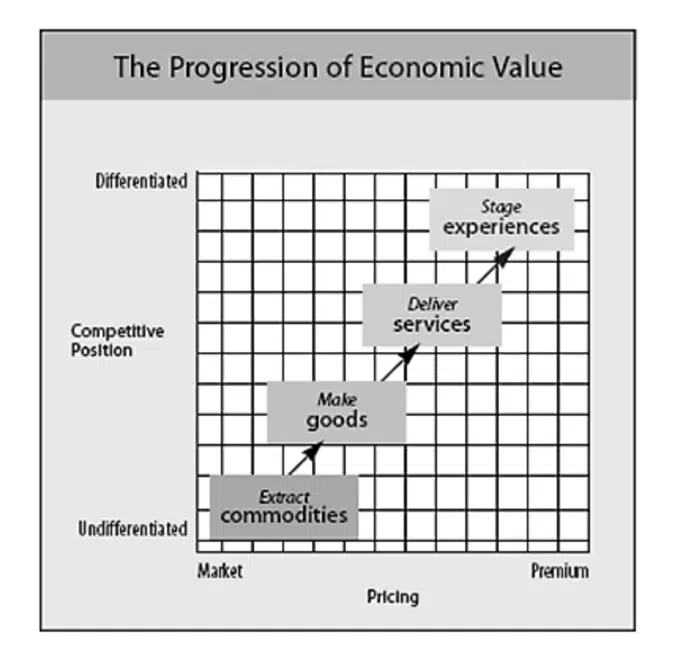 The Progression of Economic Value
Differentiated
Stage
experiences
Deliver
services
Competitive
Position
Make
goods
Extract
commodities
Undifferentiated
Market
Premium
Pricing